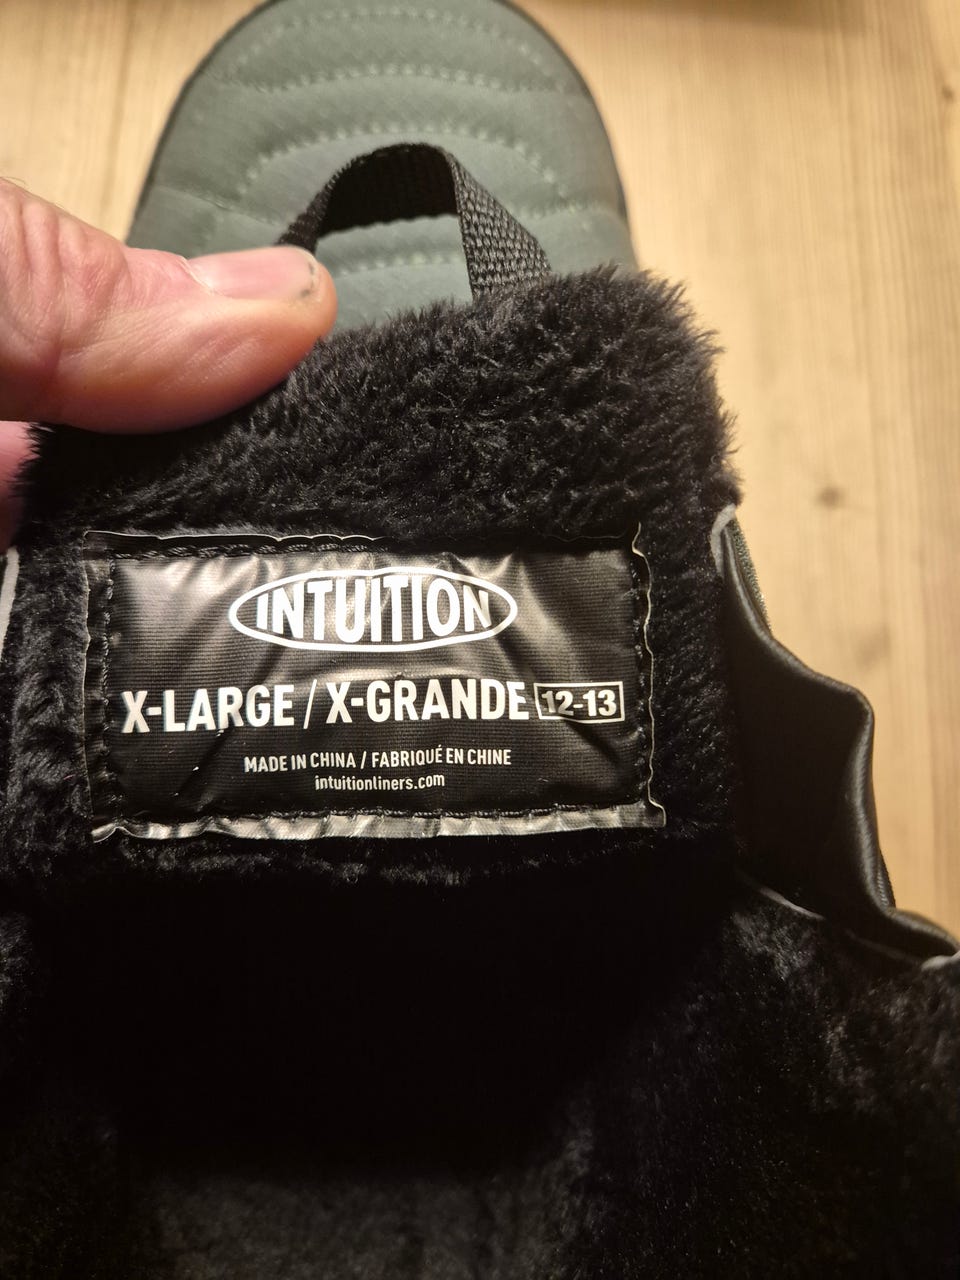 INTUITION
X-LARGE / X-GRANDE 12-13
MADE IN CHINA / FABRIQUÉ EN CHINE
intuitionliners.com